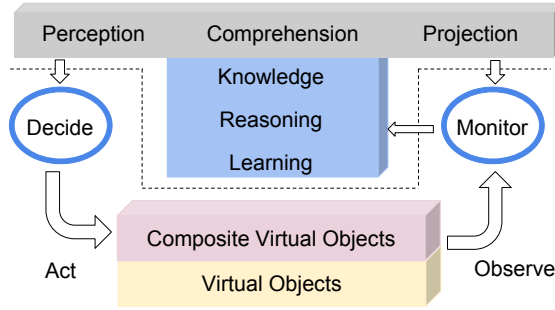 Perception Comprehension Projection
Knowledge
Decide Reasoning Monitor
Learning
Composite Virtual Objects
Act Virtual Objects Observe